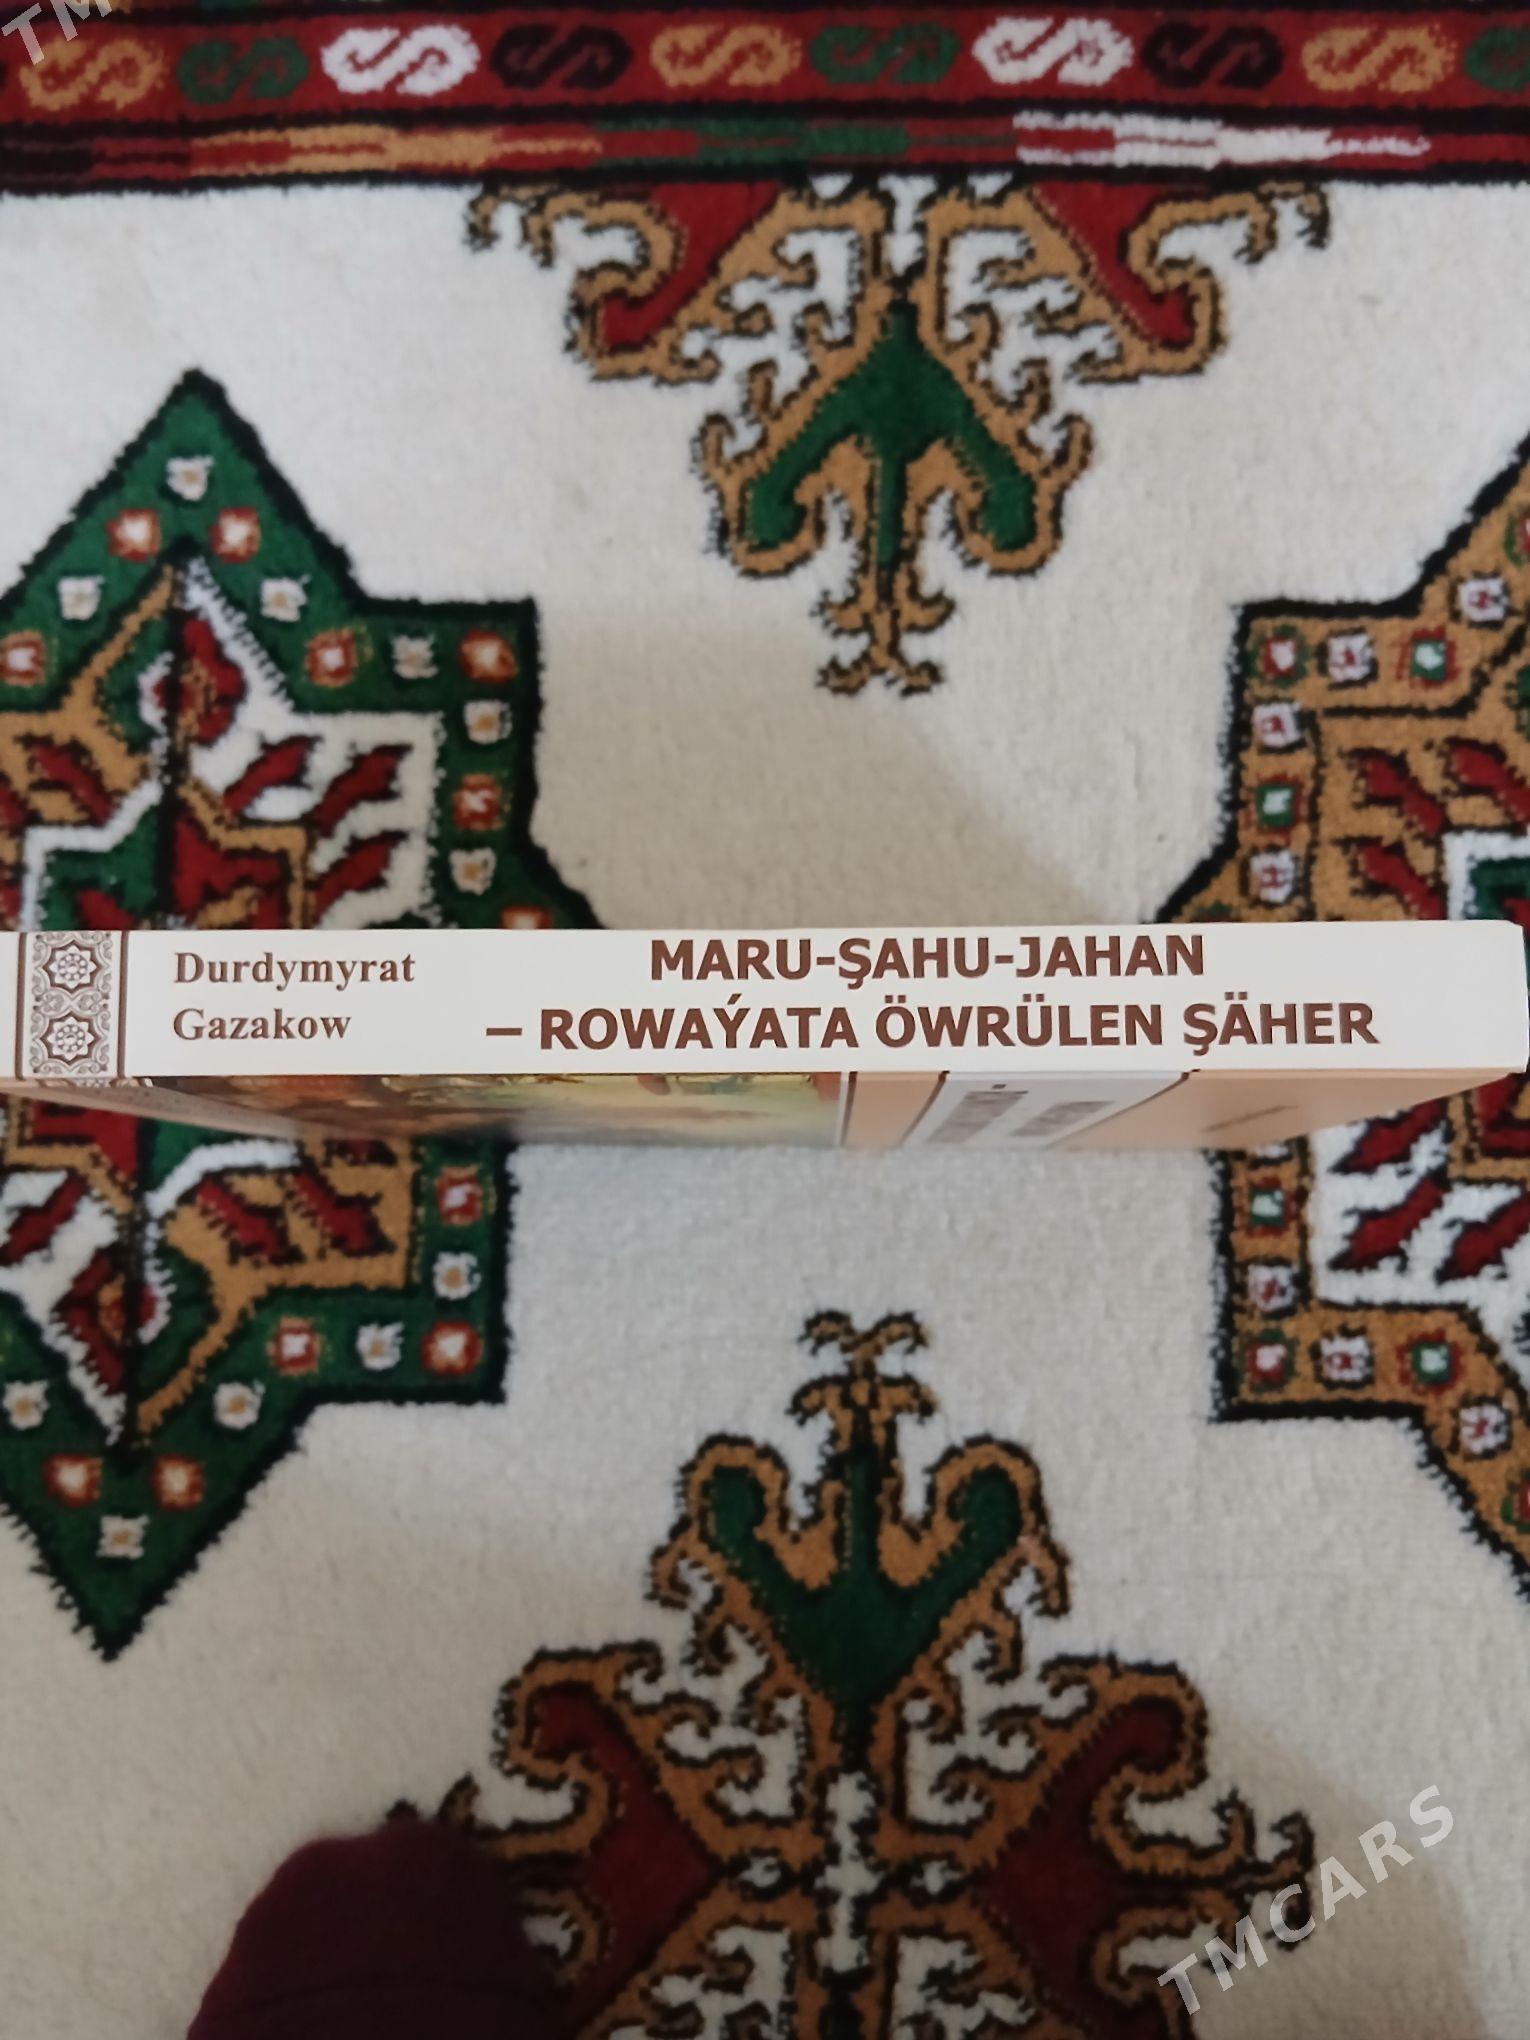 Durdymyrat
Gazakow
MARU-ŞAHU-JAHAN
– ROWAÝATA ÖWRÜLEN ŞÄHER
TMCARS